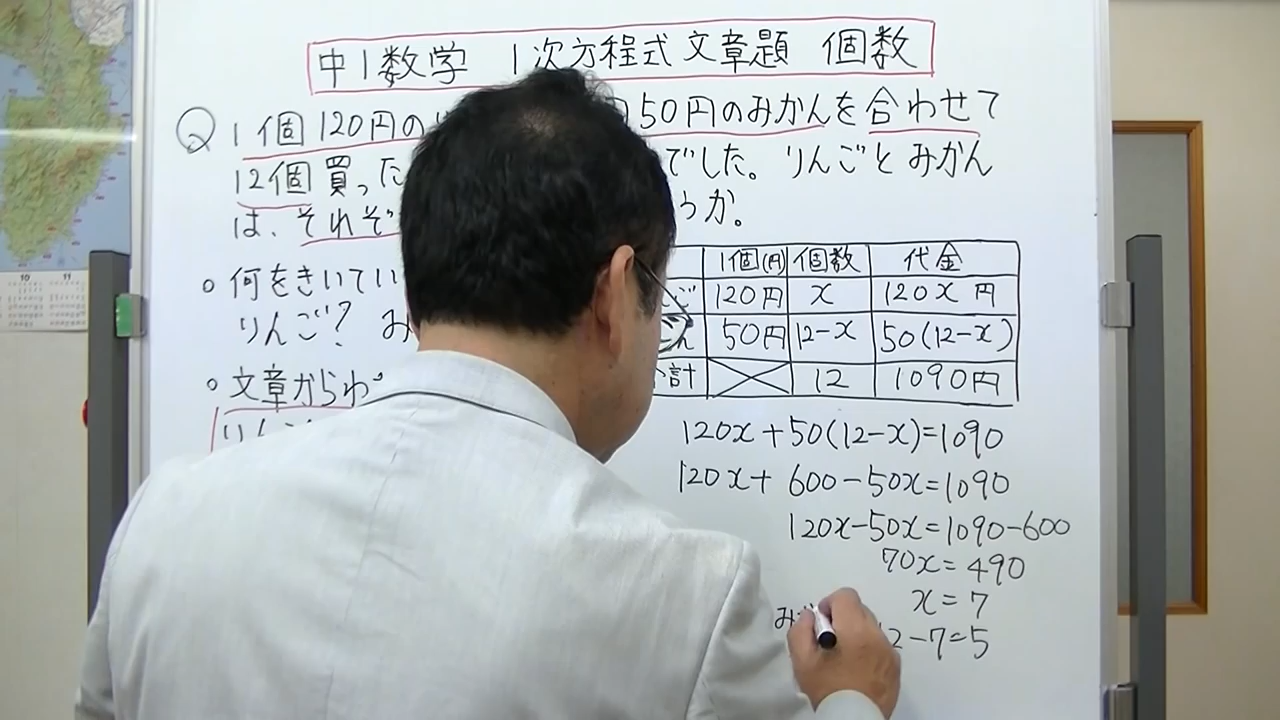 中1数学 1次方程式文章題 個数
Q 1個120円の 50円のみかんを合わせて
12個買った でした。りんごとみかん
は、それぞ うか。
1個(円) 個数 代金
ご 120円 x 120x円
ん 50円 12-x 50(12-x)
計 12 1090円
○何をきいてい
りんご? み
○文章からわ
120x+50(12-x)=1090
120x+ 600-50x=1090
120x-50x=1090-600
70x=490
x=7
み 12-7=5
10 11